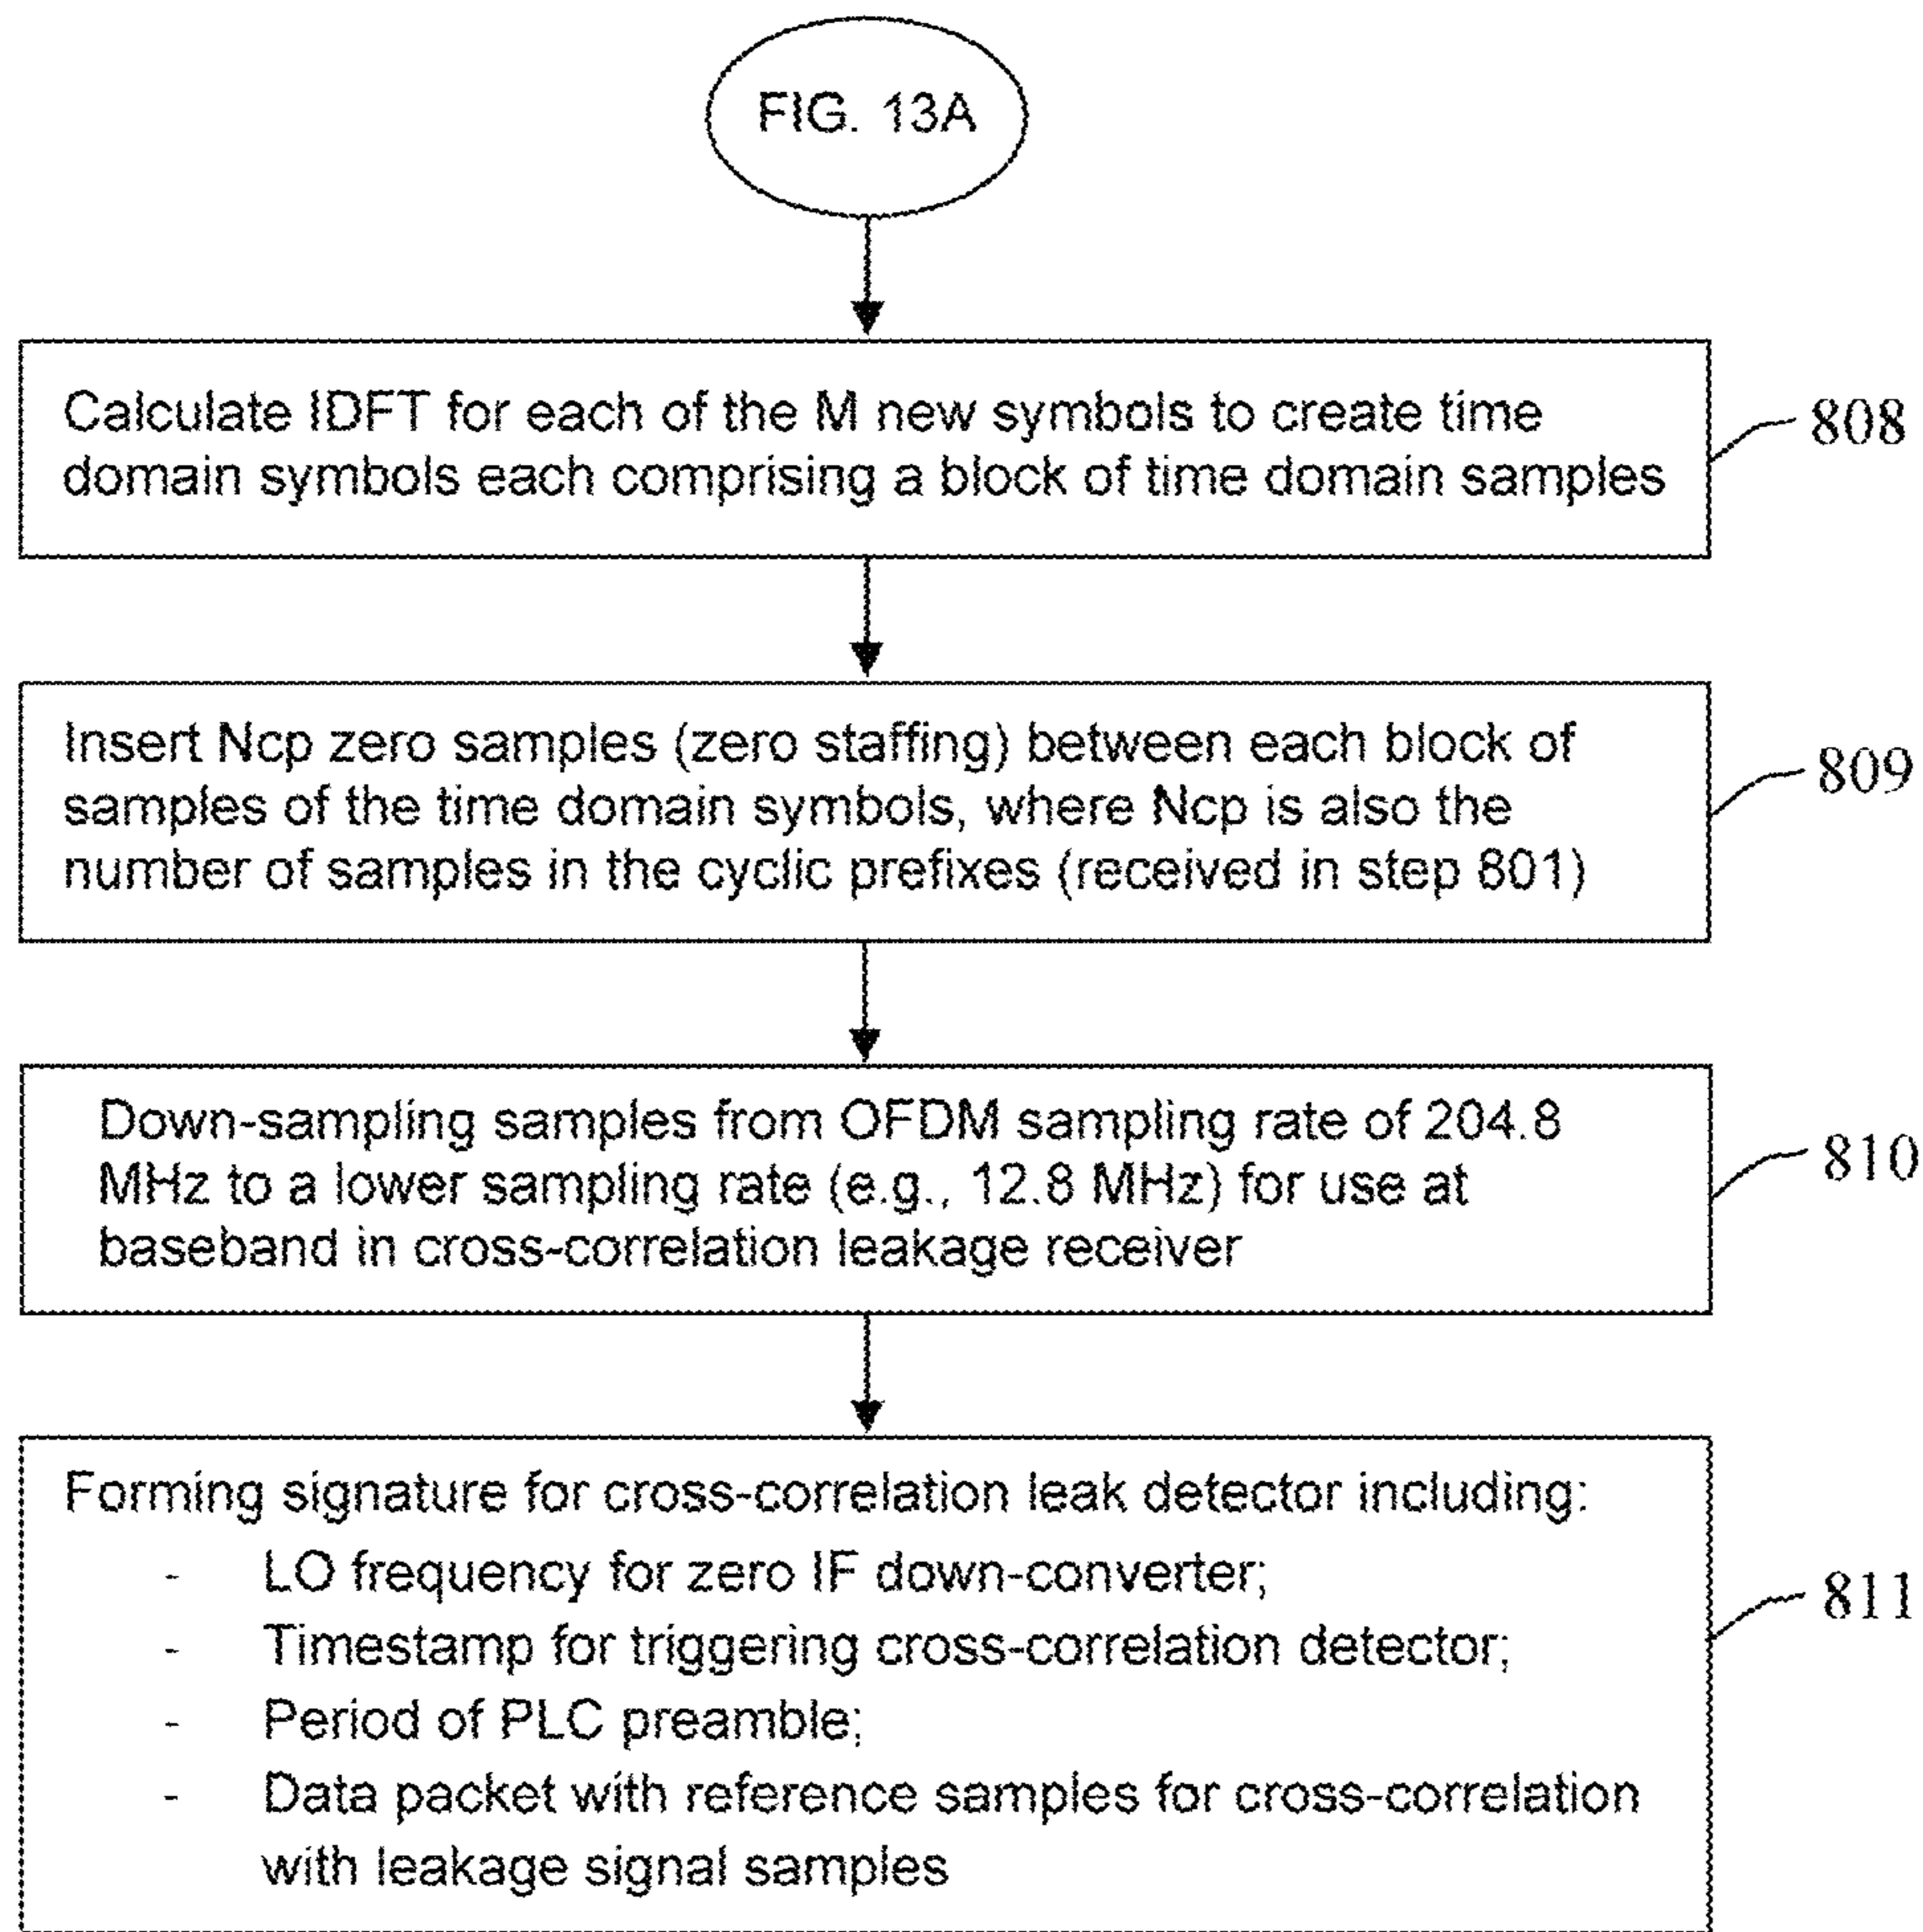 FIG. 13A
Calculate IDFT for each of the M new symbols to create time
domain symbols each comprising a block of time domain samples
808
Insert Ncp zero samples (zero staffing) between each block of
samples of the time domain symbols, where Ncp is also the
number of samples in the cyclic prefixes (received in step 801)
809
Down-sampling samples from OFDM sampling rate of 204.8
MHz to a lower sampling rate (e.g., 12.8 MHz) for use at
baseband in cross-correlation leakage receiver
810
Forming signature for cross-correlation leak detector including:
- LO frequency for zero IF down-converter;
- Timestamp for triggering cross-correlation detector;
- Period of PLC preamble;
- Data packet with reference samples for cross-correlation
with leakage signal samples
811